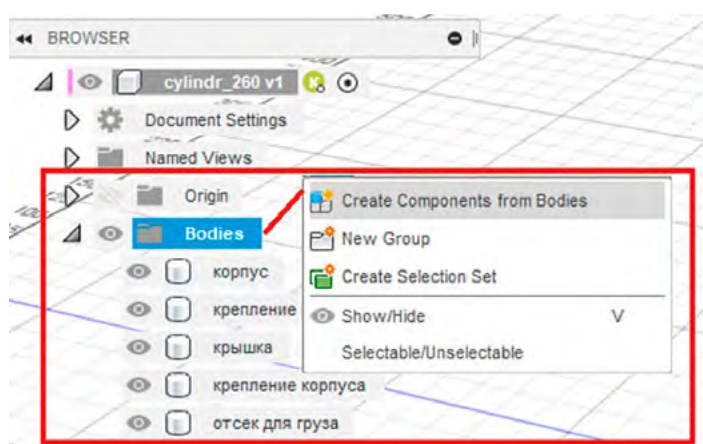 BROWSER
cylindr_260 v1
Document Settings
Named Views
Origin
Bodies
Create Components from Bodies
New Group
Create Selection Set
Show/Hide V
Selectable/Unselectable
корпус
крепление
крышка
крепление корпуса
отсек для груза